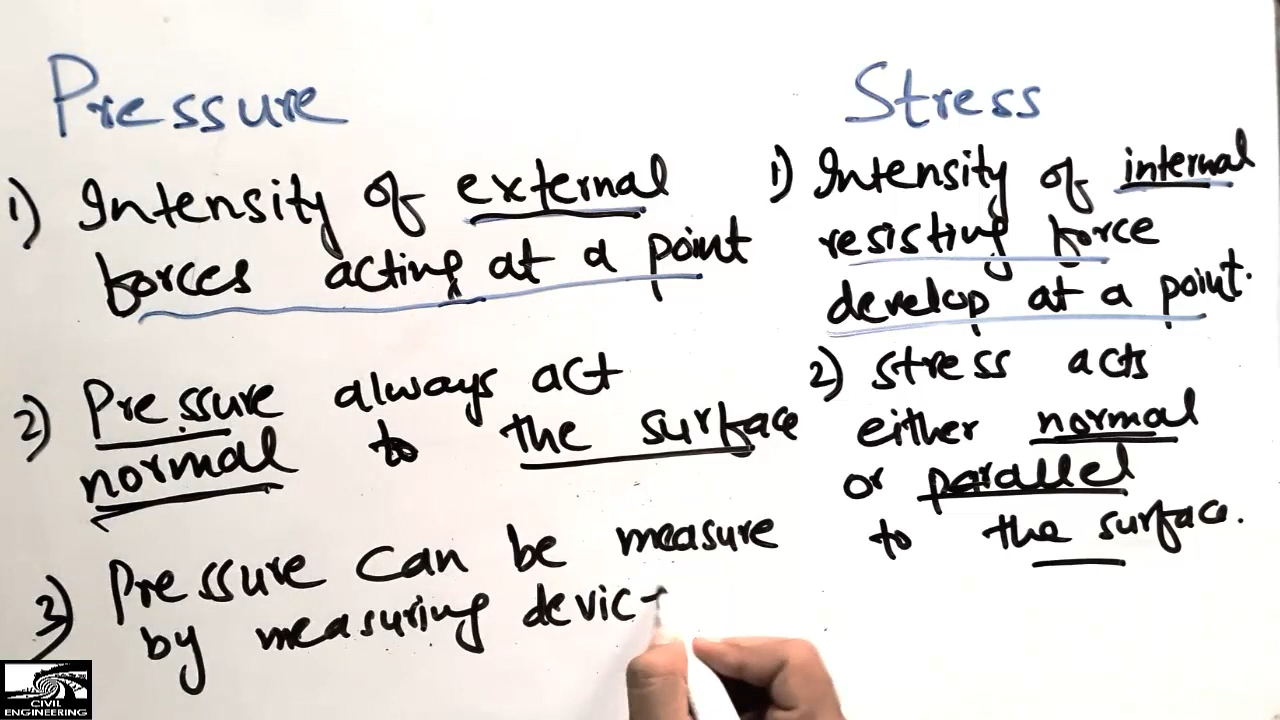 Pressure
1) Intensity of external
forces acting at a point
2) Pressure always act
normal to the surface
3) Pressure can be measure
by measuring devic
Stress
1) Intensity of internal
resisting force
develop at a point.
2) stress acts
either normal
or parallel
to the surface.
CIVIL
ENGINEERING